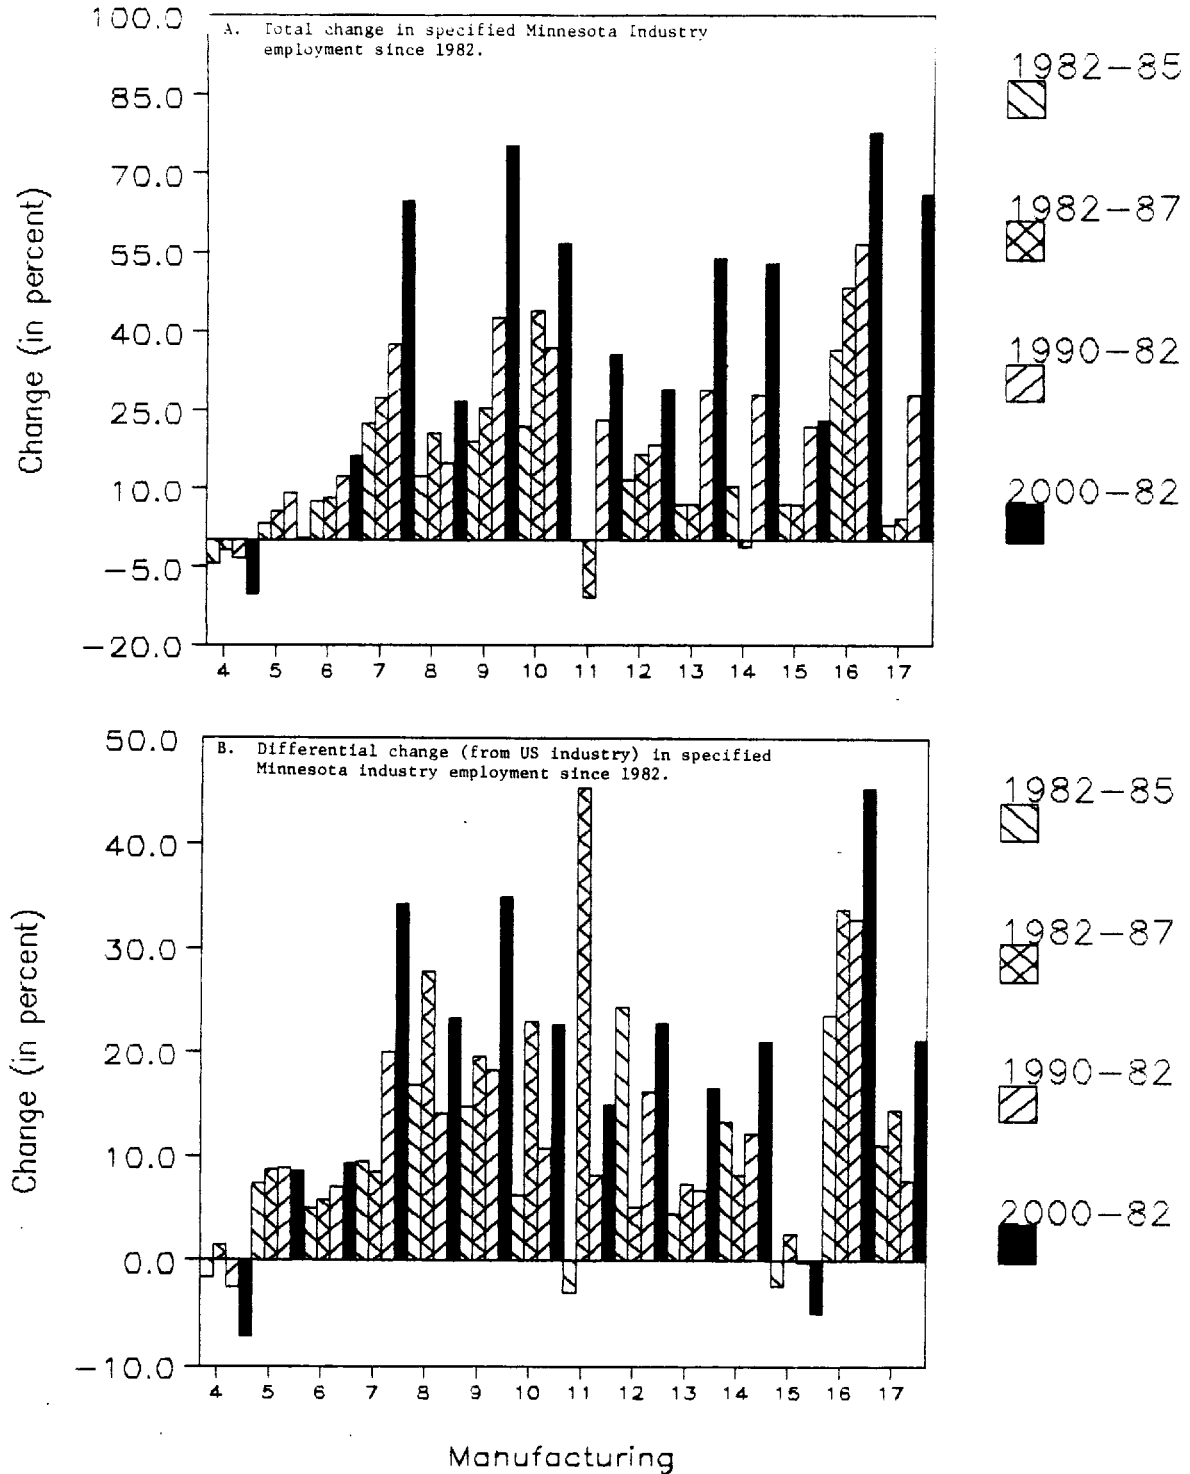 A. Total change in specified Minnesota Industry
employment since 1982.
Change (in percent)
100.0
85.0
70.0
55.0
40.0
25.0
10.0
−5.0
−20.0
4 5 6 7 8 9 10 11 12 13 14 15 16 17
1982−85
1982−87
1990−82
2000−82
B. Differential change (from US industry) in specified
Minnesota industry employment since 1982.
Change (in percent)
50.0
40.0
30.0
20.0
10.0
0.0
−10.0
4 5 6 7 8 9 10 11 12 13 14 15 16 17
Manufacturing
1982−85
1982−87
1990−82
2000−82